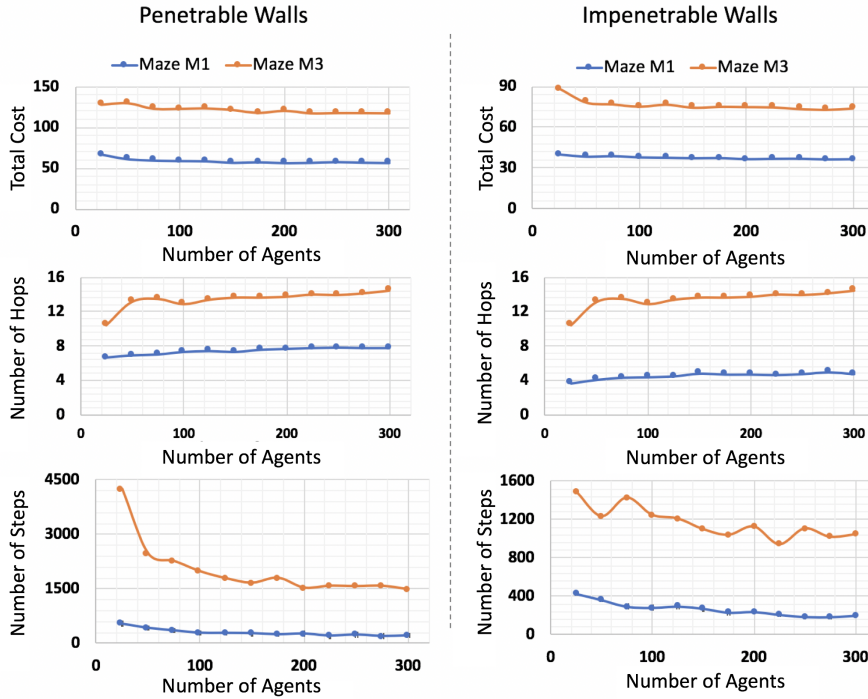 Penetrable Walls
Maze M1 Maze M3
Total Cost
150
100
50
0
0 100 200 300
Number of Agents
Number of Hops
16
12
8
4
0
0 100 200 300
Number of Agents
Number of Steps
4500
3000
1500
0
0 100 200 300
Number of Agents
Impenetrable Walls
Maze M1 Maze M3
Total Cost
90
60
30
0
0 100 200 300
Number of Agents
Number of Hops
16
12
8
4
0
0 100 200 300
Number of Agents
Number of Steps
1600
1200
800
400
0
0 100 200 300
Number of Agents